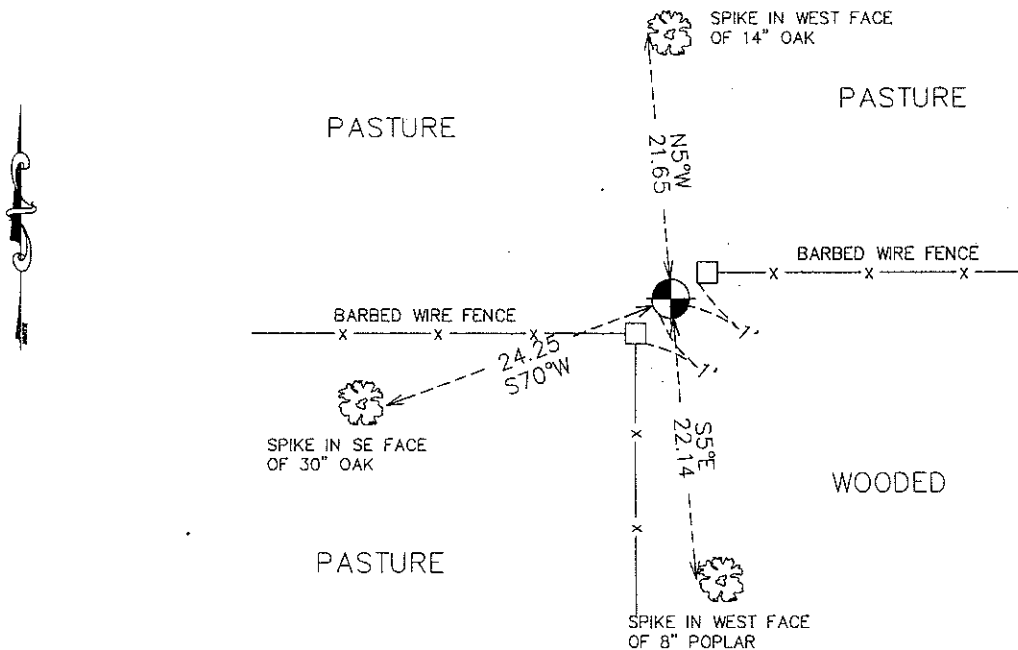 SPIKE IN WEST FACE
OF 14" OAK
PASTURE
PASTURE
N5°W
21.65
BARBED WIRE FENCE
x x x
BARBED WIRE FENCE
x x x
1'
1'
24.25
S70°W
SPIKE IN SE FACE
OF 30" OAK
S5°E
22.14
x
WOODED
x
PASTURE
SPIKE IN WEST FACE
OF 8" POPLAR